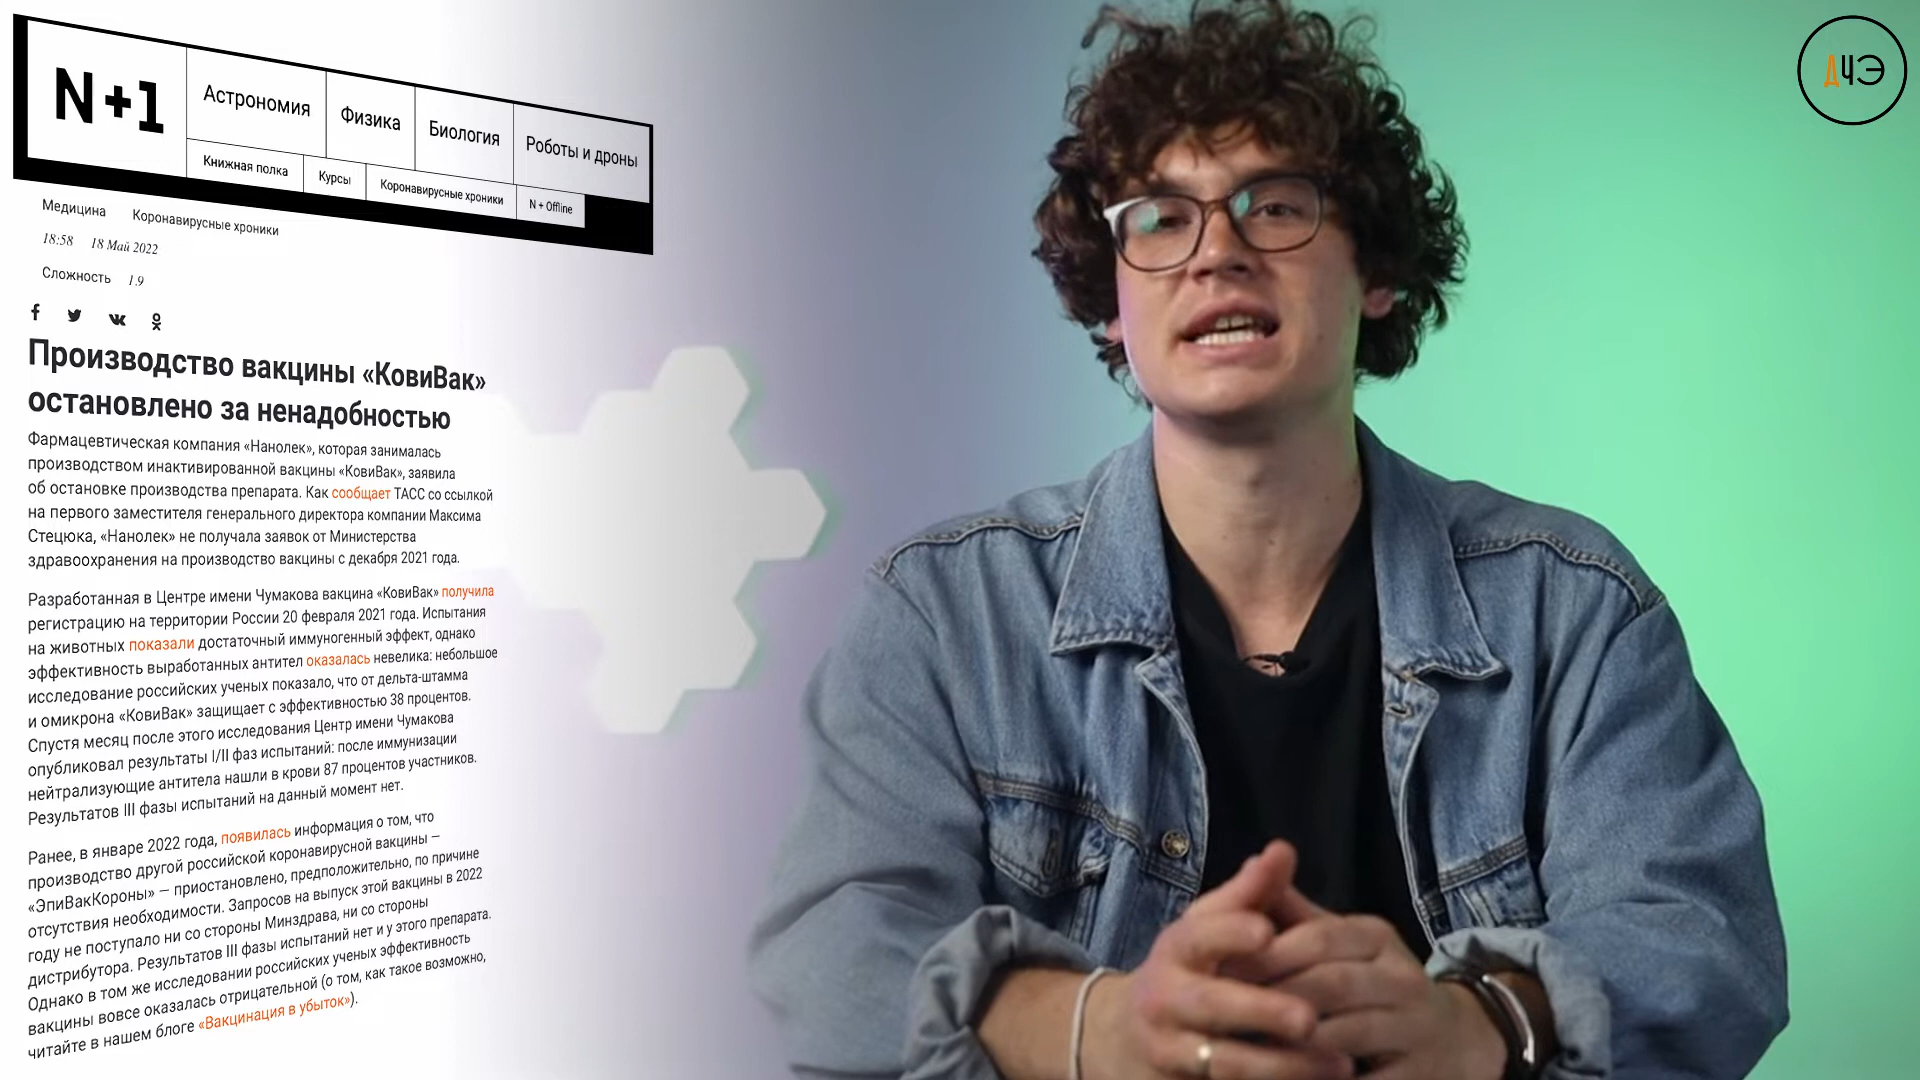 N+1
Астрономия
Физика
Биология
Роботы и дроны
Книжная полка
Курсы
Коронавирусные хроники
N + Offline
ДЧЭ
Медицина Коронавирусные хроники
18:58 18 Май 2022
Сложность 1.9
Производство вакцины «КовиВак»
остановлено за ненадобностью
Фармацевтическая компания «Нанолек», которая занималась
производством инактивированной вакцины «КовиВак», заявила
об остановке производства препарата. Как сообщает ТАСС со ссылкой
на первого заместителя генерального директора компании Максима
Стецюка, «Нанолек» не получала заявок от Министерства
здравоохранения на производство вакцины с декабря 2021 года.
Разработанная в Центре имени Чумакова вакцина «КовиВак» получила
регистрацию на территории России 20 февраля 2021 года. Испытания
на животных показали достаточный иммуногенный эффект, однако
эффективность выработанных антител оказалась невелика: небольшое
исследование российских ученых показало, что от дельта-штамма
и омикрона «КовиВак» защищает с эффективностью 38 процентов.
Спустя месяц после этого исследования Центр имени Чумакова
опубликовал результаты I/II фаз испытаний: после иммунизации
нейтрализующие антитела нашли в крови 87 процентов участников.
Результатов III фазы испытаний на данный момент нет.
Ранее, в январе 2022 года, появилась информация о том, что
производство другой российской коронавирусной вакцины —
«ЭпиВакКороны» — приостановлено, предположительно, по причине
отсутствия необходимости. Запросов на выпуск этой вакцины в 2022
году не поступало ни со стороны Минздрава, ни со стороны
дистрибутора. Результатов III фазы испытаний нет и у этого препарата.
Однако в том же исследовании российских ученых эффективность
вакцины вовсе оказалась отрицательной (о том, как такое возможно,
читайте в нашем блоге «Вакцинация в убыток»).